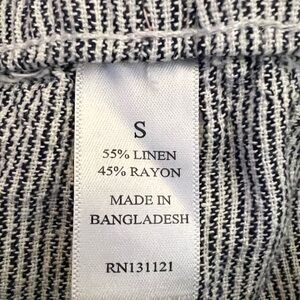 S
55% LINEN
45% RAYON
MADE IN
BANGLADESH
RN131121